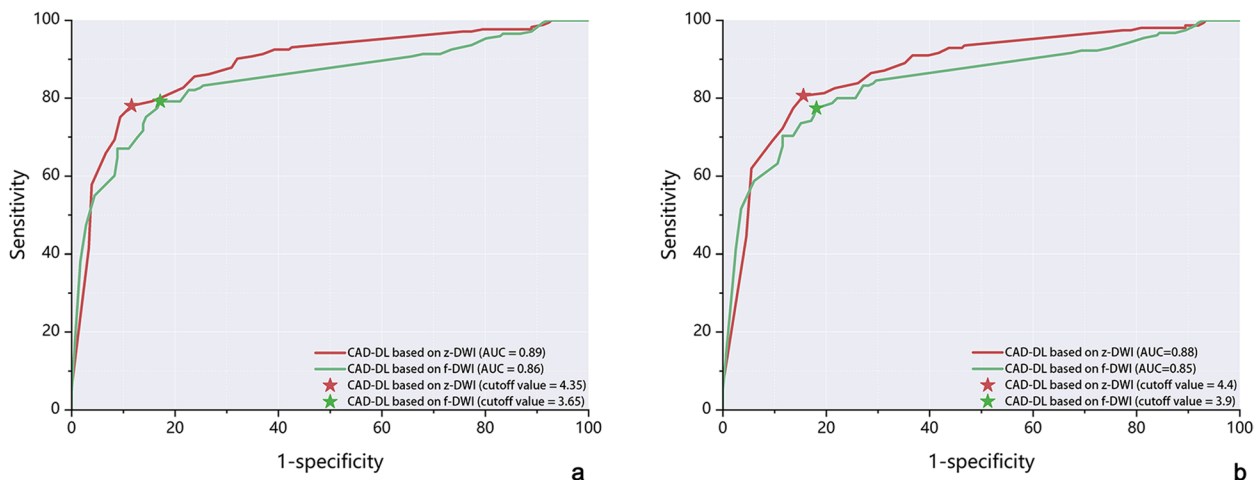 100
80
60
40
20
0
Sensitivity
0 20 40 60 80 100
1-specificity
CAD-DL based on z-DWI (AUC = 0.89)
CAD-DL based on f-DWI (AUC = 0.86)
CAD-DL based on z-DWI (cutoff value = 4.35)
CAD-DL based on f-DWI (cutoff value = 3.65)
a
100
80
60
40
20
0
Sensitivity
0 20 40 60 80 100
1-specificity
CAD-DL based on z-DWI (AUC=0.88)
CAD-DL based on f-DWI (AUC=0.85)
CAD-DL based on z-DWI (cutoff value = 4.4)
CAD-DL based on f-DWI (cutoff value = 3.9)
b